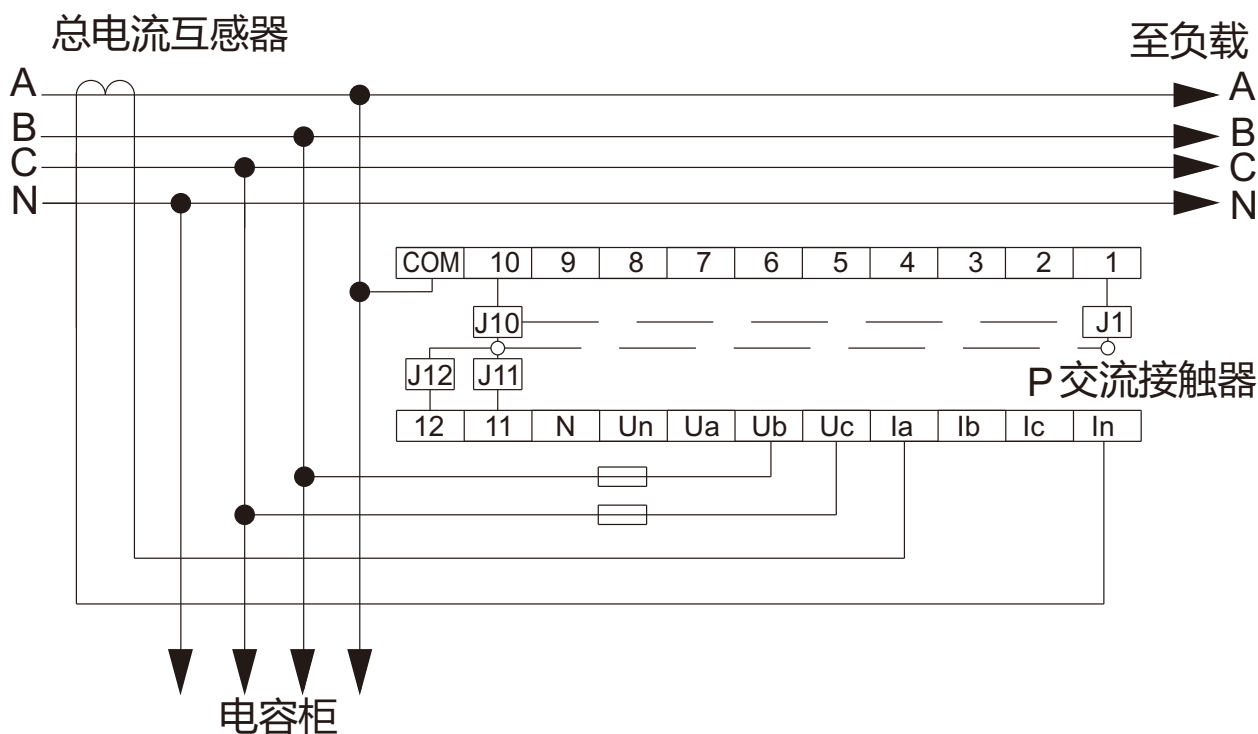 总电流互感器 至负载
A A
B B
C C
N N
COM 10 9 8 7 6 5 4 3 2 1
J10 J1
J12 J11 P 交流接触器
12 11 N Un Ua Ub Uc Ia Ib Ic In
电容柜